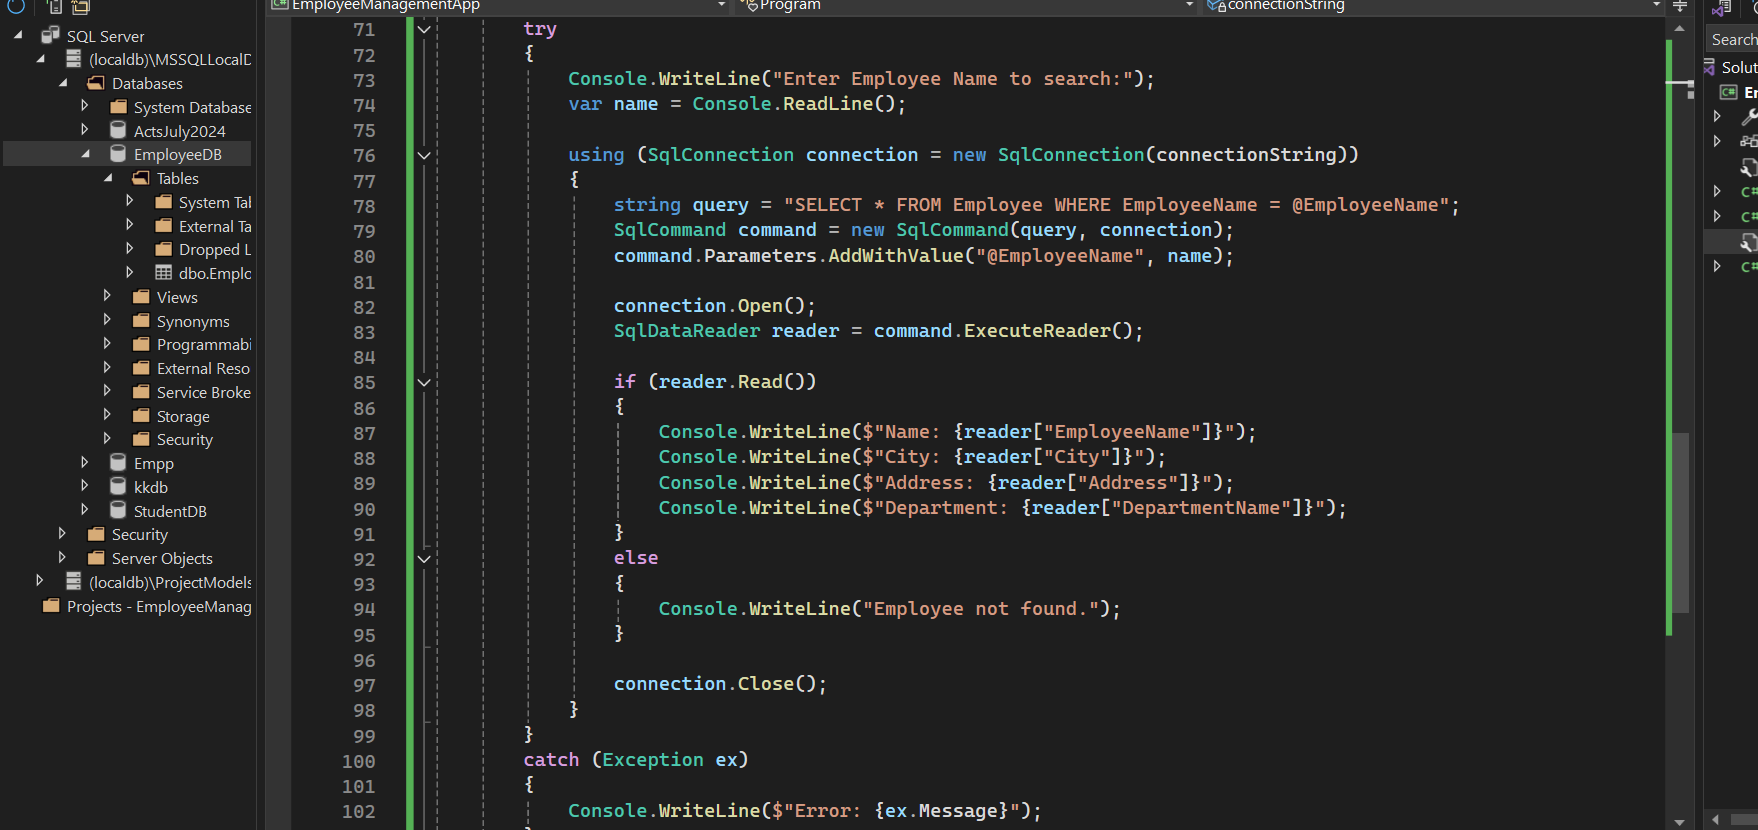 EmployeeManagementApp
Program
connectionString
SQL Server
(localdb)\MSSQLLocalD
Databases
System Database
ActsJuly2024
EmployeeDB
Tables
System Tal
External Ta
Dropped L
dbo.Emplo
Views
Synonyms
Programmabi
External Reso
Service Broke
Storage
Security
Empp
kkdb
StudentDB
Security
Server Objects
(localdb)\ProjectModels
Projects - EmployeeManag
71 try
72 {
73 Console.WriteLine("Enter Employee Name to search:");
74 var name = Console.ReadLine();
75
76 using (SqlConnection connection = new SqlConnection(connectionString))
77 {
78 string query = "SELECT * FROM Employee WHERE EmployeeName = @EmployeeName";
79 SqlCommand command = new SqlCommand(query, connection);
80 command.Parameters.AddWithValue("@EmployeeName", name);
81
82 connection.Open();
83 SqlDataReader reader = command.ExecuteReader();
84
85 if (reader.Read())
86 {
87 Console.WriteLine($"Name: {reader["EmployeeName"]}");
88 Console.WriteLine($"City: {reader["City"]}");
89 Console.WriteLine($"Address: {reader["Address"]}");
90 Console.WriteLine($"Department: {reader["DepartmentName"]}");
91 }
92 else
93 {
94 Console.WriteLine("Employee not found.");
95 }
96
97 connection.Close();
98 }
99 }
100 catch (Exception ex)
101 {
102 Console.WriteLine($"Error: {ex.Message}");
Search
Solut
C# Er
C#
C#
C#